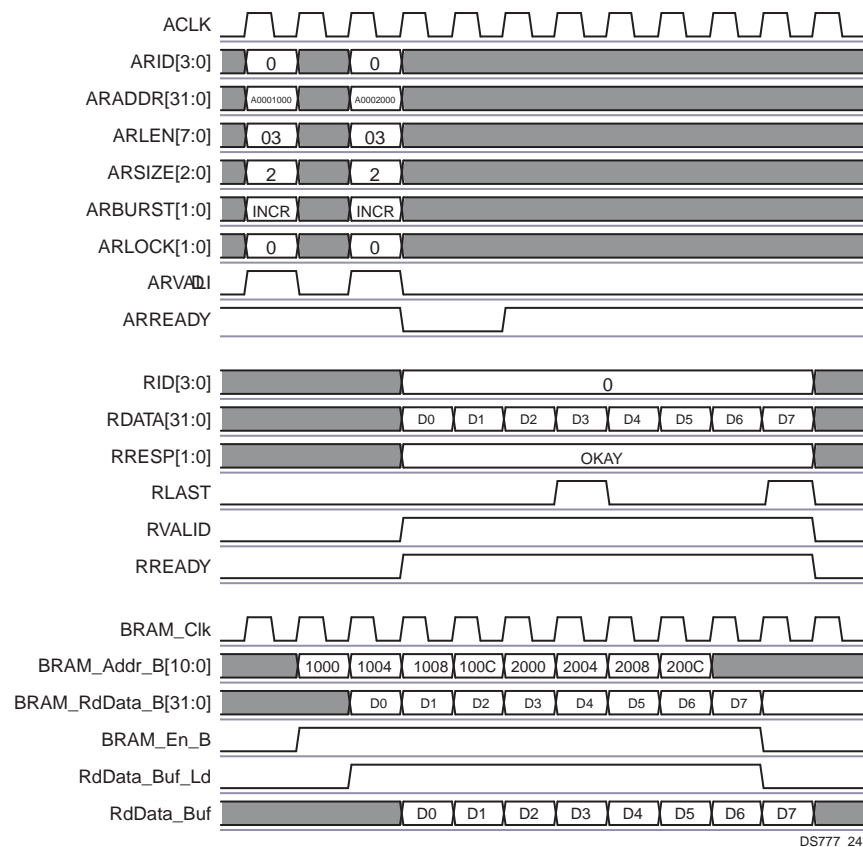 ACLK
ARID[3:0] 0 0
ARADDR[31:0] A0001000 A0002000
ARLEN[7:0] 03 03
ARSIZE[2:0] 2 2
ARBURST[1:0] INCR INCR
ARLOCK[1:0] 0 0
ARVALID
ARREADY
RID[3:0] 0
RDATA[31:0] D0 D1 D2 D3 D4 D5 D6 D7
RRESP[1:0] OKAY
RLAST
RVALID
RREADY
BRAM_Clk
BRAM_Addr_B[10:0] 1000 1004 1008 100C 2000 2004 2008 200C
BRAM_RdData_B[31:0] D0 D1 D2 D3 D4 D5 D6 D7
BRAM_En_B
RdData_Buf_Ld
RdData_Buf D0 D1 D2 D3 D4 D5 D6 D7
DS777_24